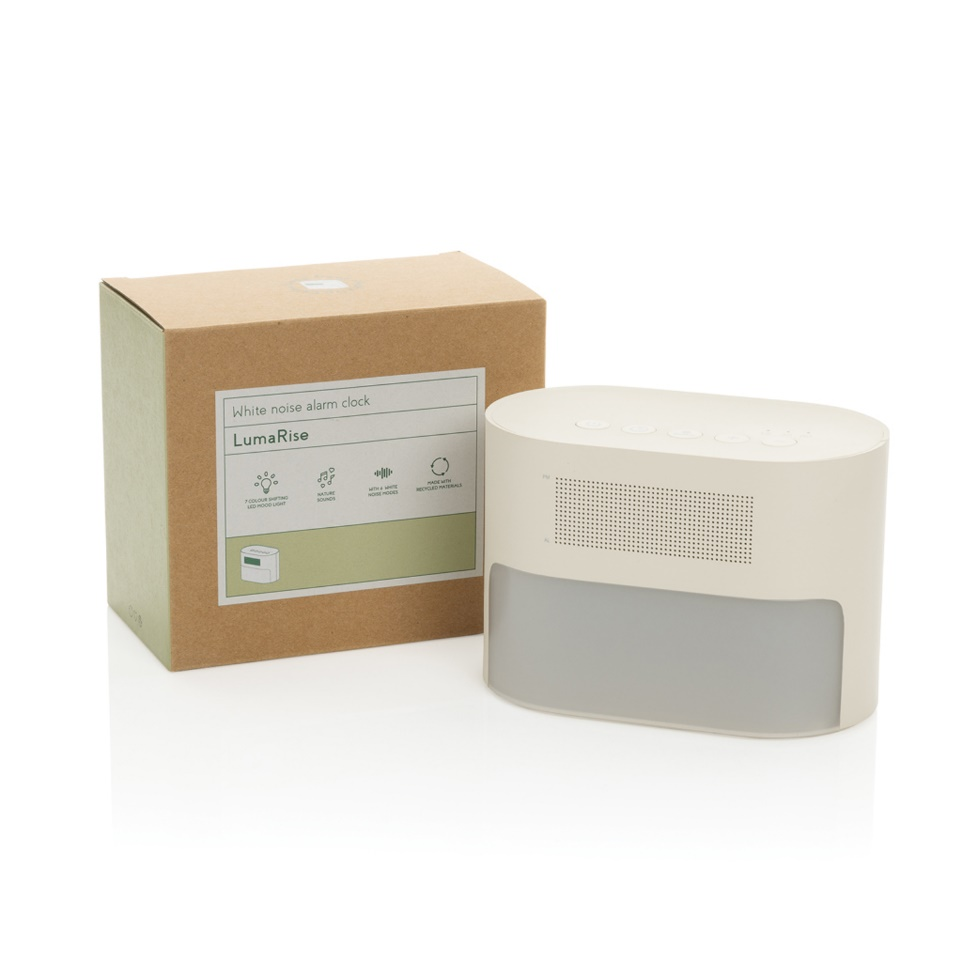 White noise alarm clock
LumaRise
7 COLOUR SHIFTING
LED MOOD LIGHT
NATURE
SOUNDS
WITH 6 WHITE
NOISE MODES
MADE WITH
RECYCLED MATERIALS